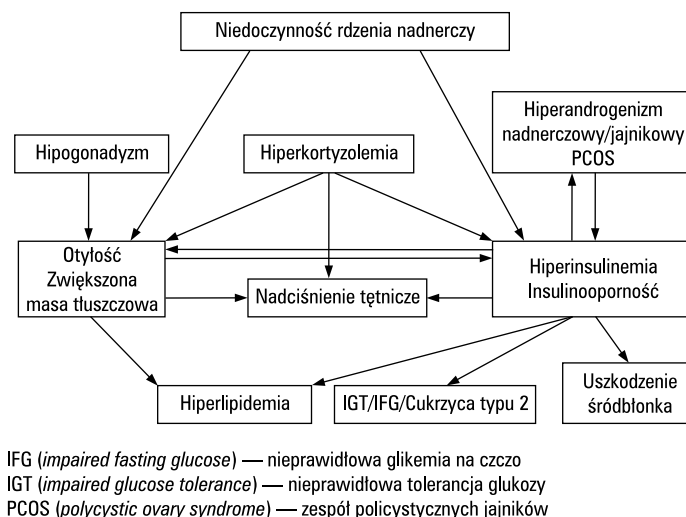 Niedoczynność rdzenia nadnerczy
Hiperandrogenizm
nadnerczowy/jajnikowy
PCOS
Hipogonadyzm
Hiperkortyzolemia
Otyłość
Zwiększona
masa tłuszczowa
Nadciśnienie tętnicze
Hiperinsulinemia
Insulinooporność
Hiperlipidemia
IGT/IFG/Cukrzyca typu 2
Uszkodzenie
śródbłonka
IFG (impaired fasting glucose) — nieprawidłowa glikemia na czczo
IGT (impaired glucose tolerance) — nieprawidłowa tolerancja glukozy
PCOS (polycystic ovary syndrome) — zespół policystycznych jajników